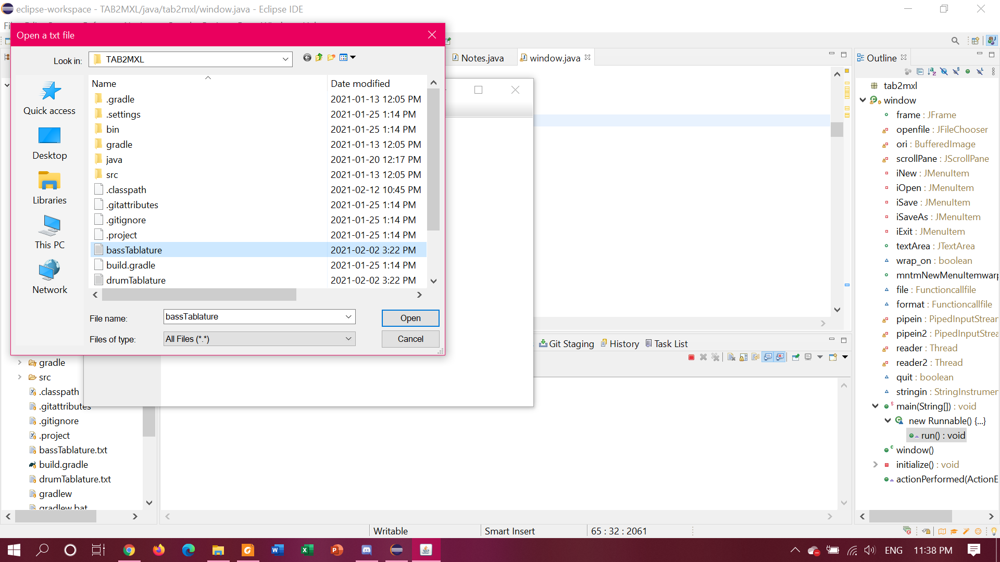 eclipse-workspace - TAB2MXL/java/tab2mxl/window.java - Eclipse IDE
Open a txt file
Look in: TAB2MXL
Notes.java
window.java
Outline
Name Date modified
.gradle 2021-01-13 12:05 PM
.settings 2021-01-25 1:14 PM
bin 2021-01-25 1:14 PM
gradle 2021-01-13 12:05 PM
java 2021-01-20 12:17 PM
src 2021-01-13 12:05 PM
.classpath 2021-02-12 10:45 PM
.gitattributes 2021-01-25 1:14 PM
.gitignore 2021-01-25 1:14 PM
.project 2021-01-25 1:14 PM
bassTablature 2021-02-02 3:22 PM
build.gradle 2021-01-25 1:14 PM
drumTablature 2021-02-02 3:22 PM
Quick access
Desktop
Libraries
This PC
Network
File name: bassTablature Open
Files of type: All Files (*.*) Cancel
gradle
src
.classpath
.gitattributes
.gitignore
.project
bassTablature.txt
build.gradle
drumTablature.txt
gradlew
gradlew.bat
Git Staging History Task List
tab2mxl
window
frame : JFrame
openfile : JFileChooser
ori : BufferedImage
scrollPane : JScrollPane
iNew : JMenuItem
iOpen : JMenuItem
iSave : JMenuItem
iSaveAs : JMenuItem
iExit : JMenuItem
textArea : JTextArea
wrap_on : boolean
mntmNewMenuItemwarp
file : Functioncallfile
format : Functioncallfile
pipein : PipedInputStrear
pipein2 : PipedInputStrea
reader : Thread
reader2 : Thread
quit : boolean
stringin : StringInstrumer
main(String[]) : void
new Runnable() {...}
run() : void
window()
initialize() : void
actionPerformed(ActionE
Writable Smart Insert 65 : 32 : 2061
ENG 11:38 PM